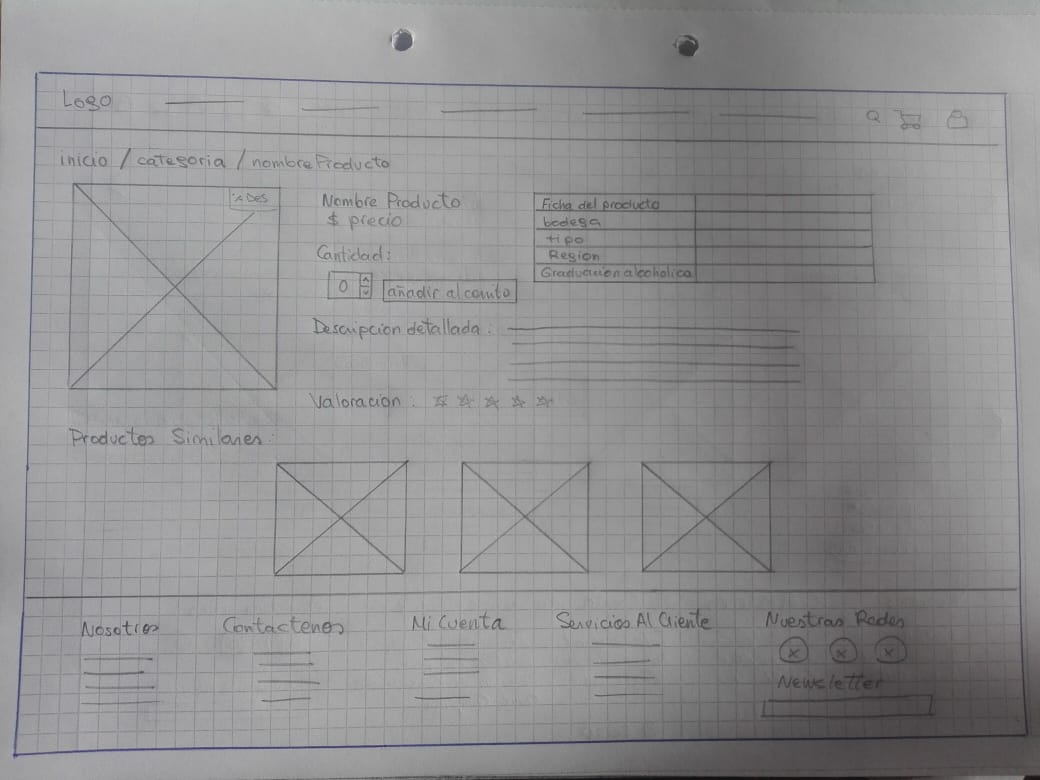 Logo
inicio / categoria / nombre Producto
% Des
Nombre Producto
$ precio
Cantidad:
0
añadir al carrito
Ficha del producto
bodega
tipo
Region
Graduacion alcoholica
Descripcion detallada :
Valoracion :
Productos Similares :
Nosotros
Contactenos
Mi Cuenta
Servicios Al Cliente
Nuestras Redes
x x x
Newsletter